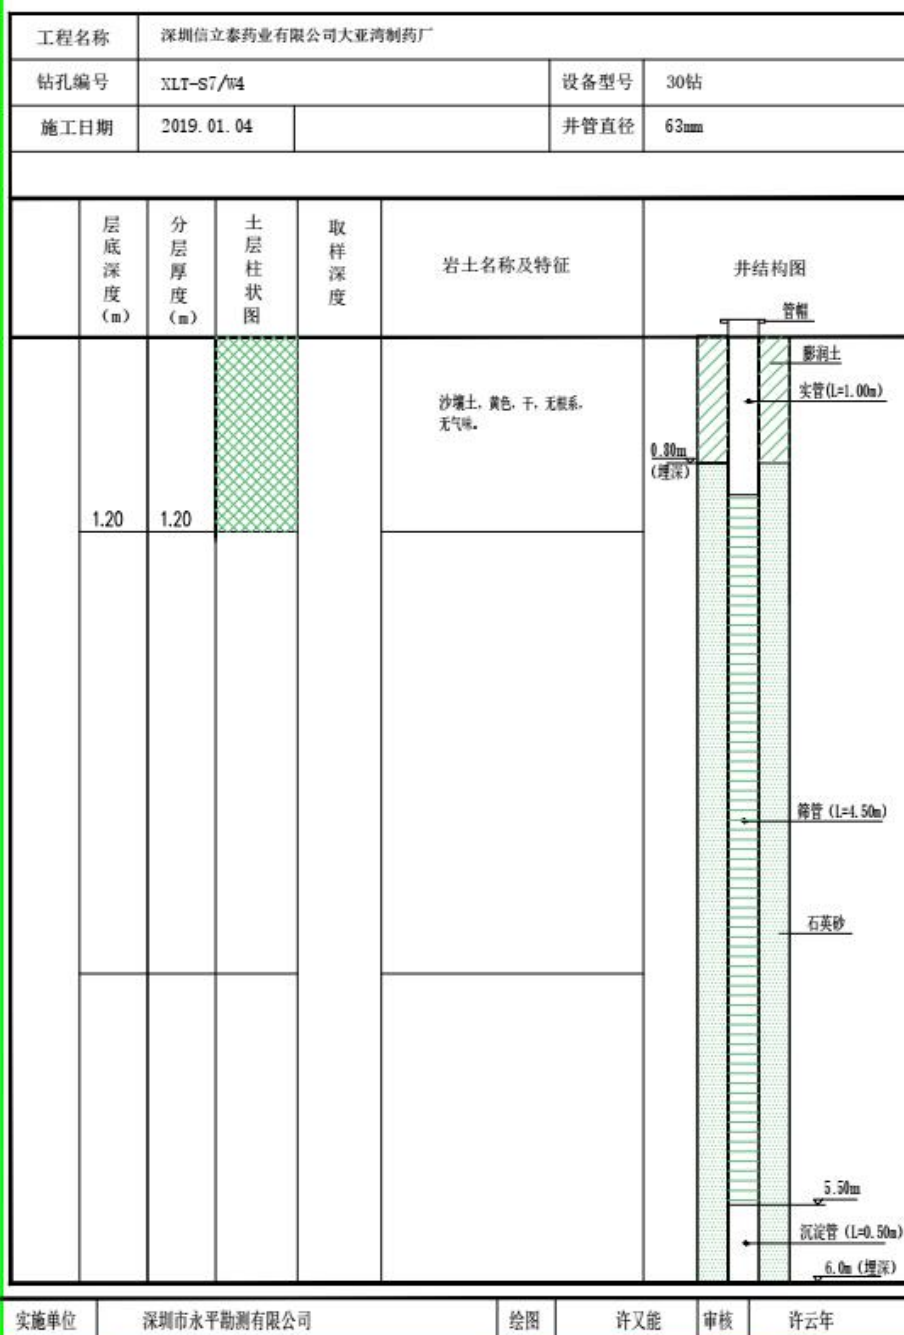 工程名称 深圳信立泰药业有限公司大亚湾制药厂
钻孔编号 XLT-S7/W4 设备型号 30钻
施工日期 2019.01.04 井管直径 63mm
层底深度(m) 分层厚度(m) 土层柱状图 取样深度 岩土名称及特征 井结构图
管帽
膨润土
实管(L=1.00m)
沙壤土，黄色，干，无根系，
无气味。
0.80m
(埋深)
1.20 1.20
筛管 (L=4.50m)
石英砂
5.50m
沉淀管 (L=0.50m)
6.0m (埋深)
实施单位 深圳市永平勘测有限公司 绘图 许又能 审核 许云年